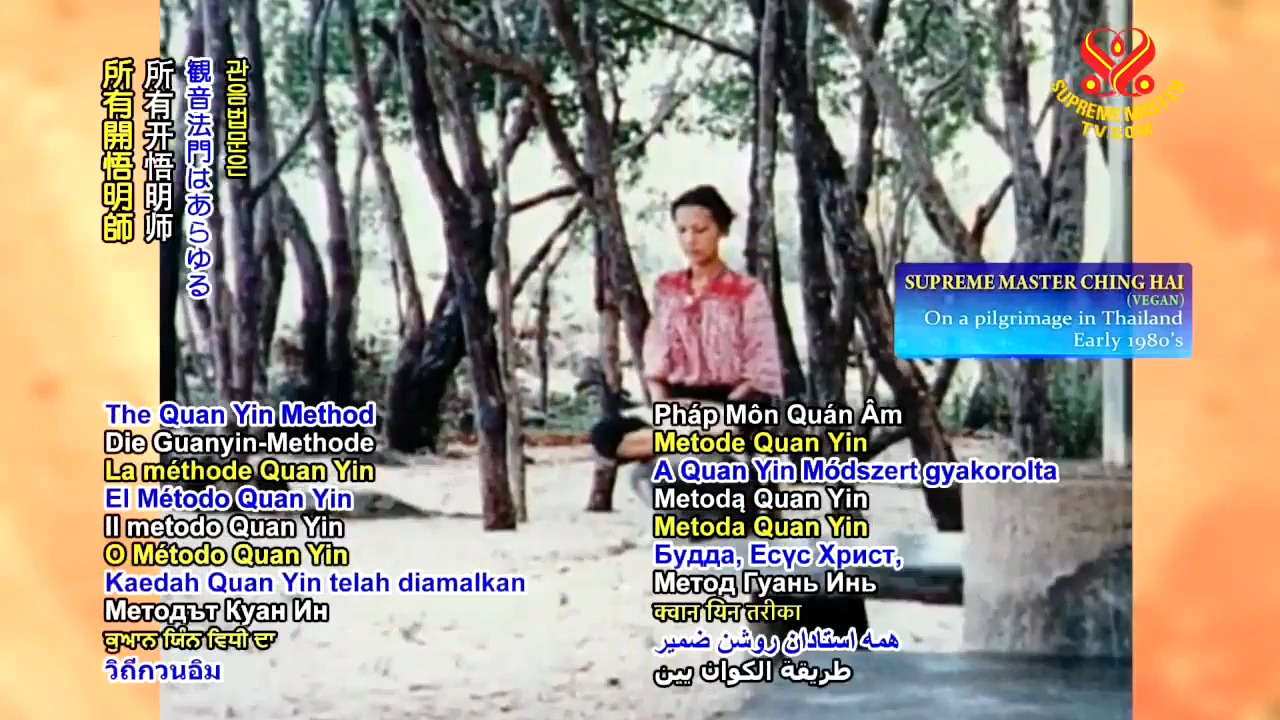 관음법문은
観音法門はあらゆる
所有开悟明师
所有開悟明師
SUPREME MASTER
TV.COM
SUPREME MASTER CHING HAI
(VEGAN)
On a pilgrimage in Thailand
Early 1980's
The Quan Yin Method
Die Guanyin-Methode
La méthode Quan Yin
El Método Quan Yin
Il metodo Quan Yin
O Método Quan Yin
Kaedah Quan Yin telah diamalkan
Методът Куан Ин
ਕੁਆਨ ਯਿੰਨ ਵਿਧੀ ਦਾ
วิถีกวนอิม
Pháp Môn Quán Âm
Metode Quan Yin
A Quan Yin Módszert gyakorolta
Metodą Quan Yin
Metoda Quan Yin
Будда, Есүс Христ,
Метод Гуань Инь
क्वान यिन तरीका
همه استادان روشن ضمیر
طريقة الكوان يين